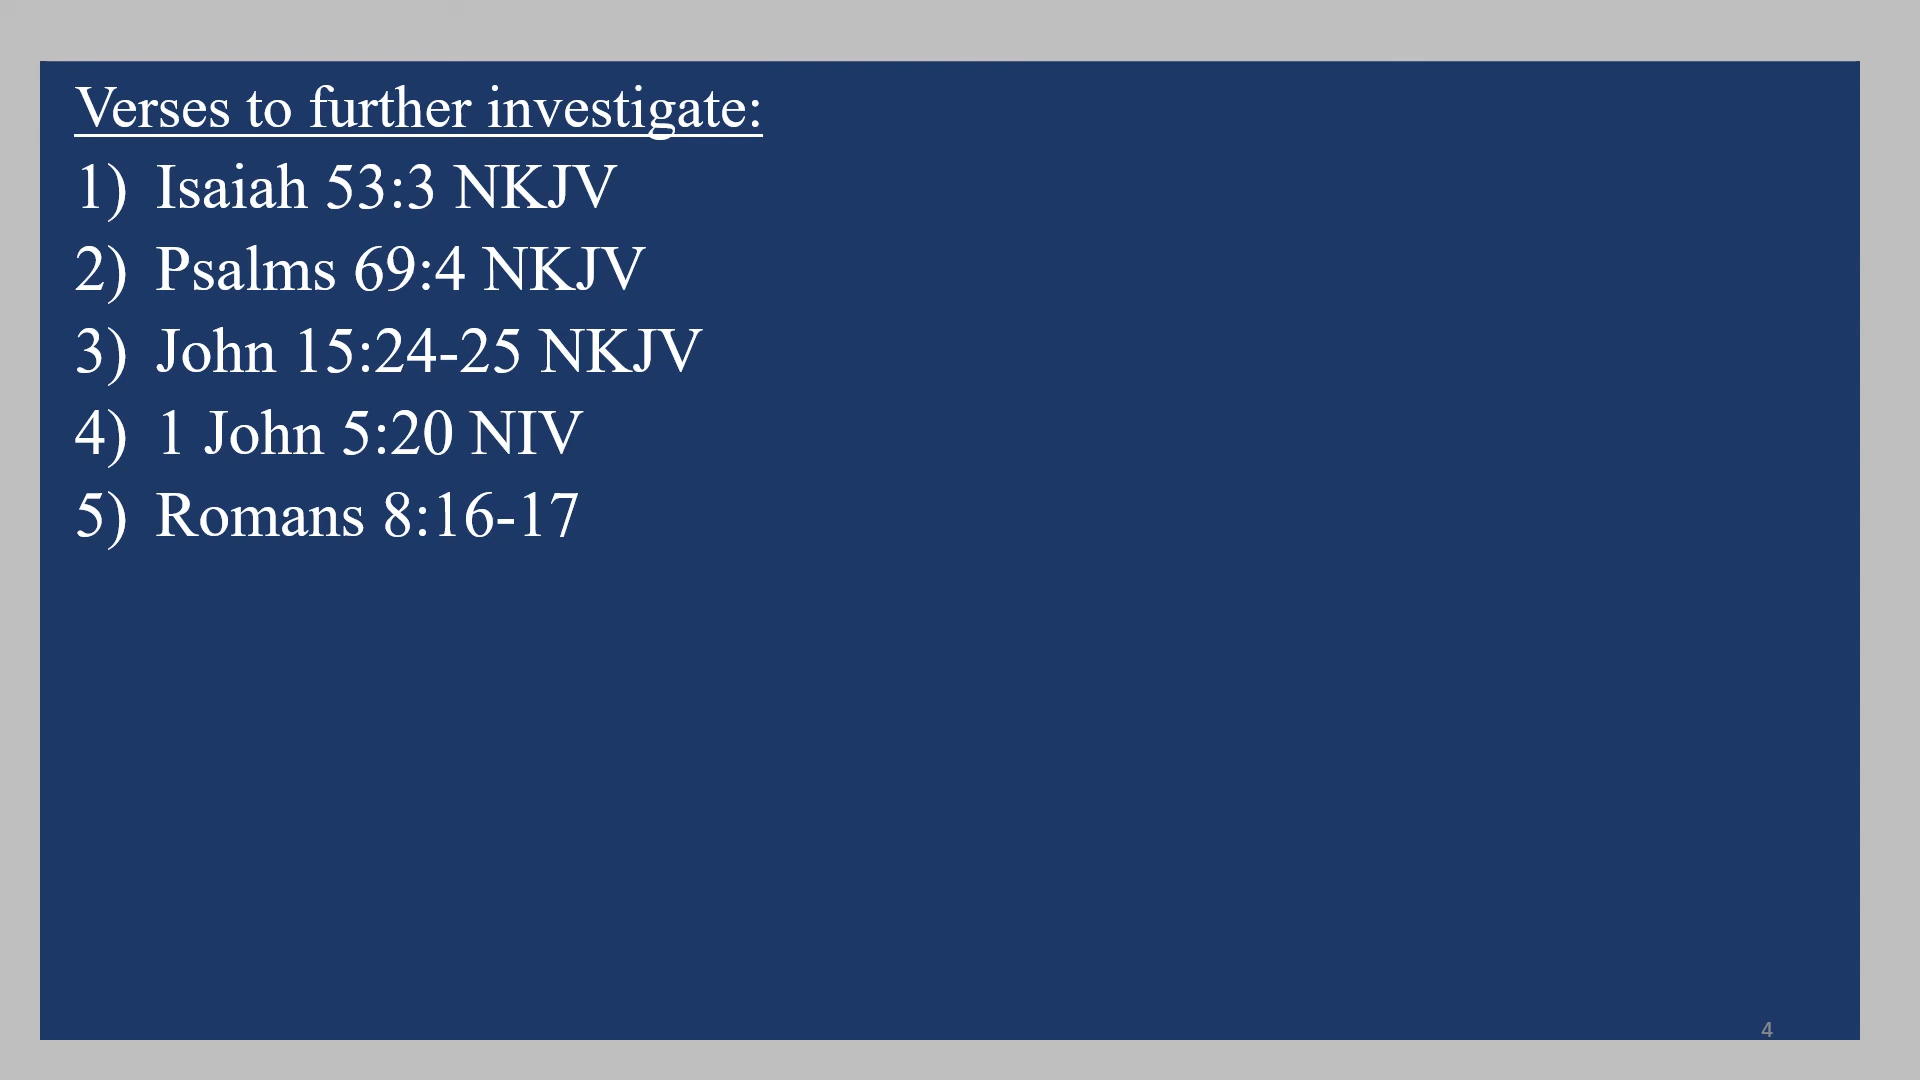 Verses to further investigate:
1) Isaiah 53:3 NKJV
2) Psalms 69:4 NKJV
3) John 15:24-25 NKJV
4) 1 John 5:20 NIV
5) Romans 8:16-17
4